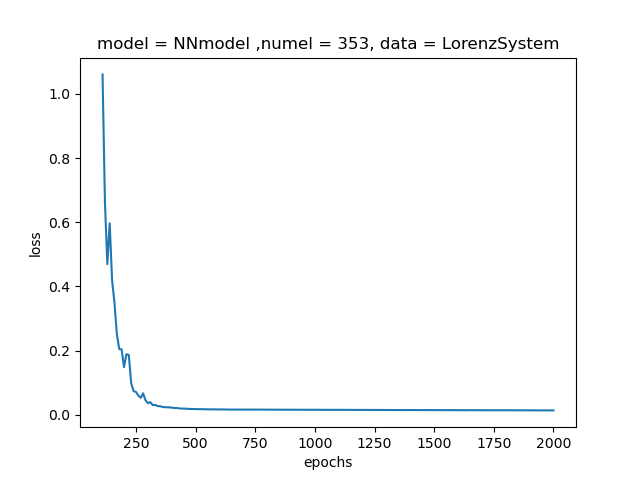 model = NNmodel ,numel = 353, data = LorenzSystem
1.0
0.8
0.6
0.4
0.2
0.0
loss
250 500 750 1000 1250 1500 1750 2000
epochs